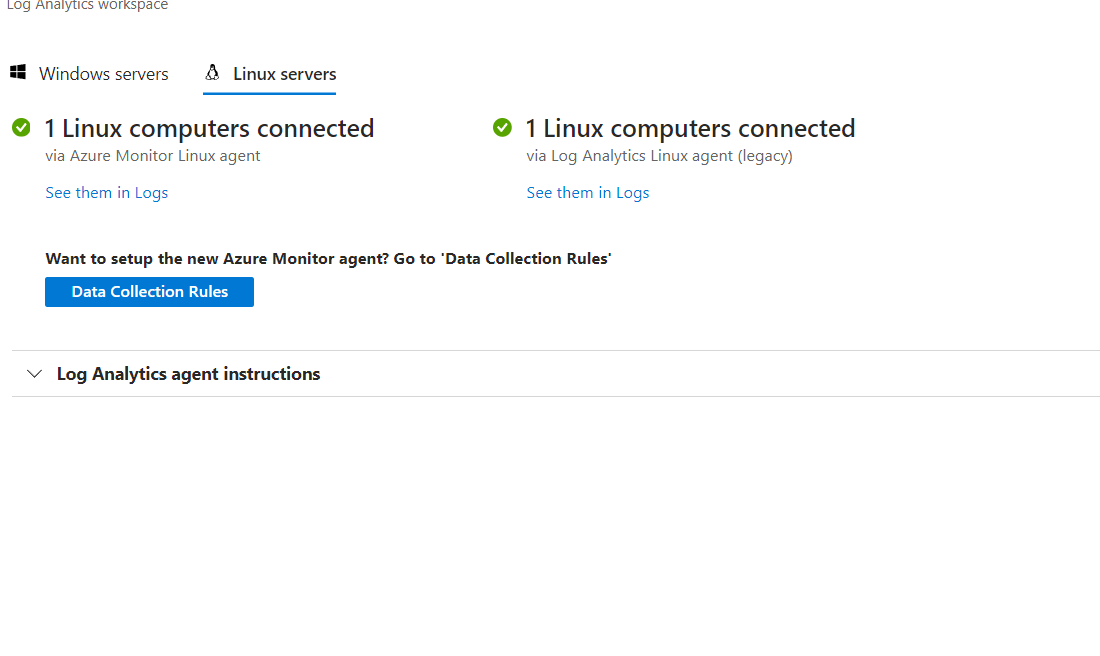 Log Analytics workspace
Windows servers
Linux servers
1 Linux computers connected
via Azure Monitor Linux agent
See them in Logs
1 Linux computers connected
via Log Analytics Linux agent (legacy)
See them in Logs
Want to setup the new Azure Monitor agent? Go to 'Data Collection Rules'
Data Collection Rules
Log Analytics agent instructions